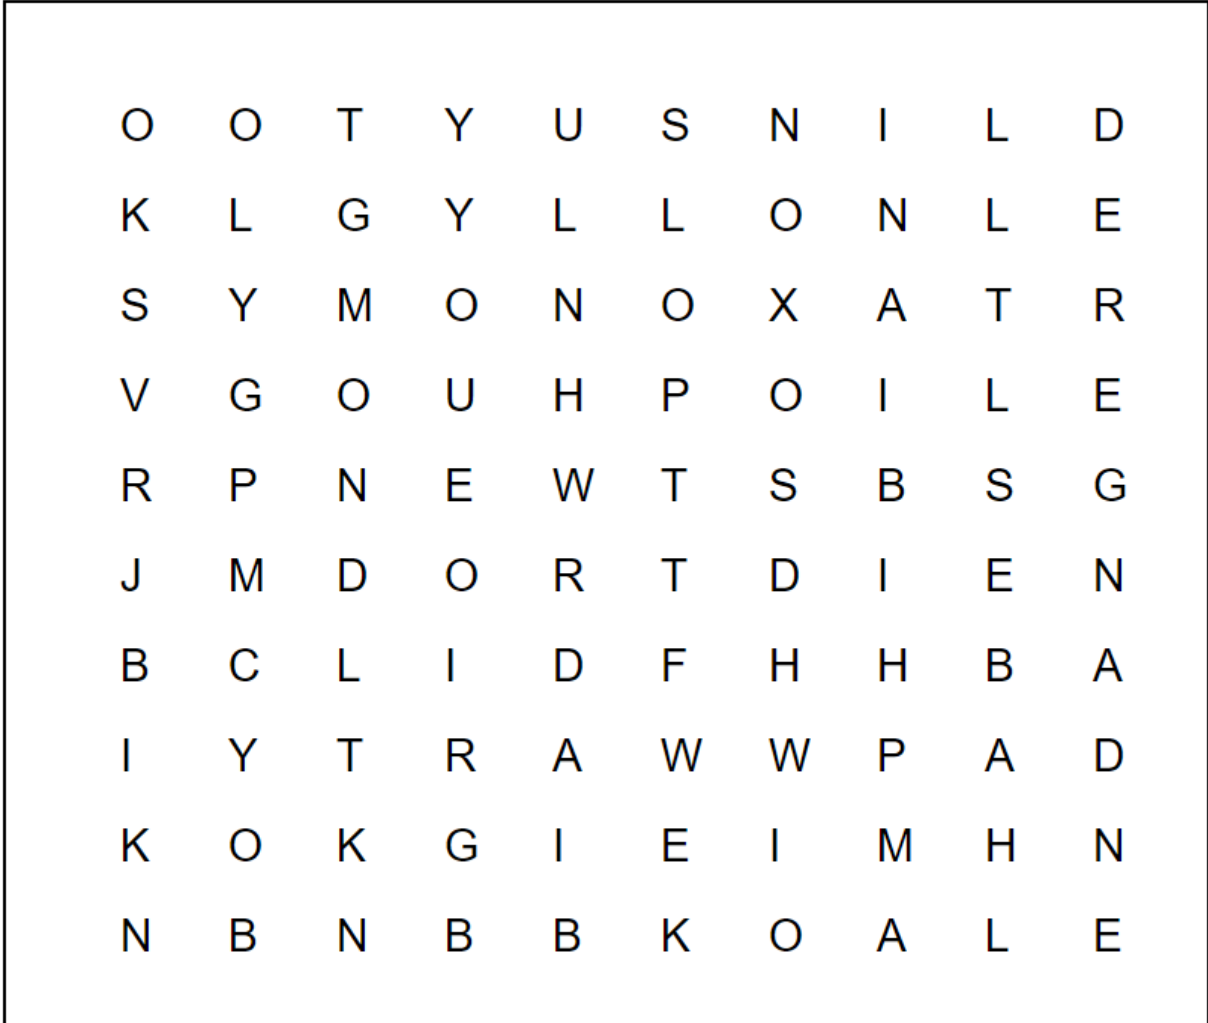 O O T Y U S N I L D
K L G Y L L O N L E
S Y M O N O X A T R
V G O U H P O I L E
R P N E W T S B S G
J M D O R T D I E N
B C L I D F H H B A
I Y T R A W W P A D
K O K G I E I M H N
N B N B B K O A L E